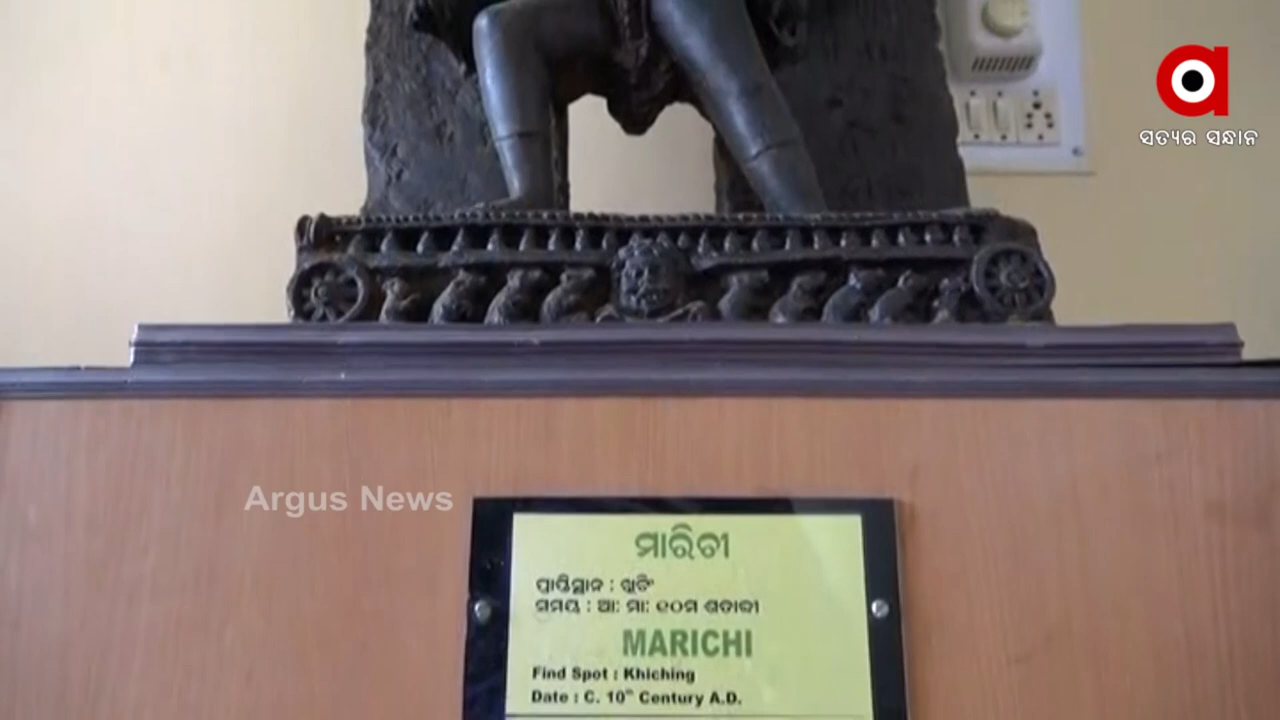 ସତ୍ୟର ସନ୍ଧାନ
Argus News
ମାରିଚୀ
ପ୍ରାପ୍ତିସ୍ଥାନ : ଖିଚିଂ
ସମୟ : ଆ: ମା: ୧୦ମ ଶତାବ୍ଦୀ
MARICHI
Find Spot : Khiching
Date : C. 10th Century A.D.